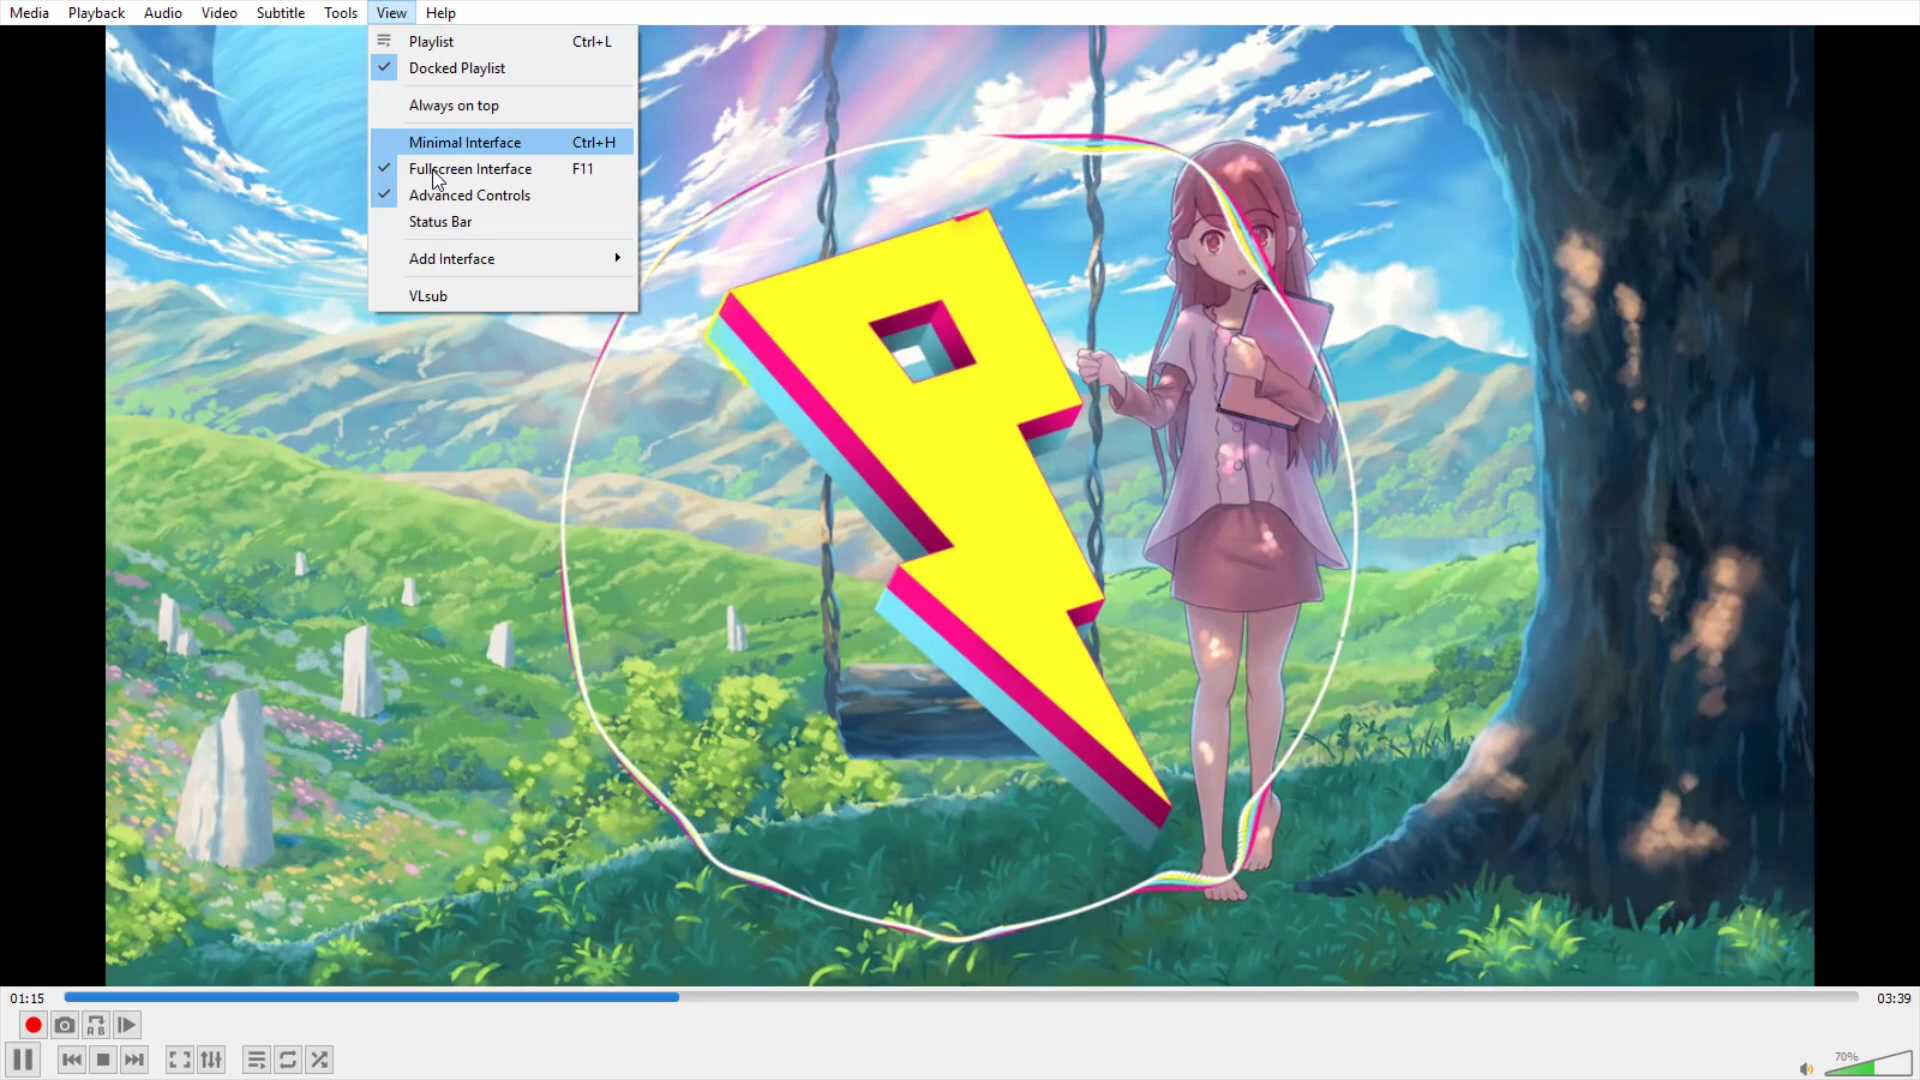 Media Playback Audio Video Subtitle Tools View Help
Playlist Ctrl+L
Docked Playlist
Always on top
Minimal Interface Ctrl+H
Fullscreen Interface F11
Advanced Controls
Status Bar
Add Interface
VLsub
01:15 03:39
A B
70%